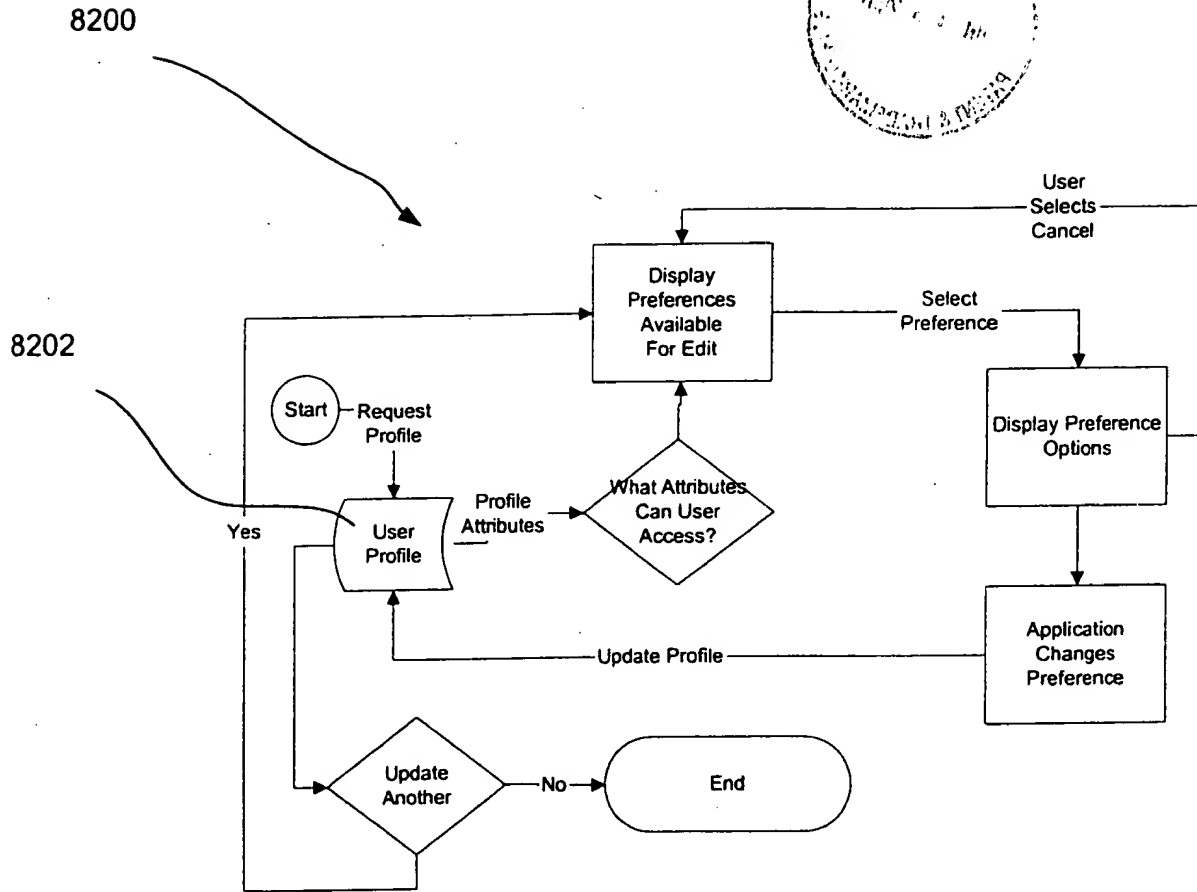 8200
User
Selects
Cancel
Display
Preferences
Available
For Edit
Select
Preference
8202
Start
Request
Profile
Display Preference
Options
What Attributes
Can User
Access?
Profile
Attributes
Yes
User
Profile
Application
Changes
Preference
Update Profile
Update
Another
No
End